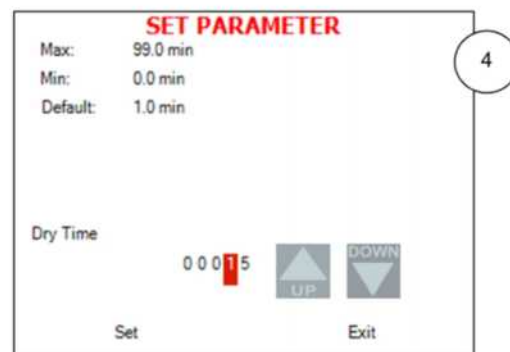 SET PARAMETER
Max: 99.0 min
4
Min: 0.0 min
Default: 1.0 min
Dry Time
0 0 0 1 5
UP
DOWN
Set Exit